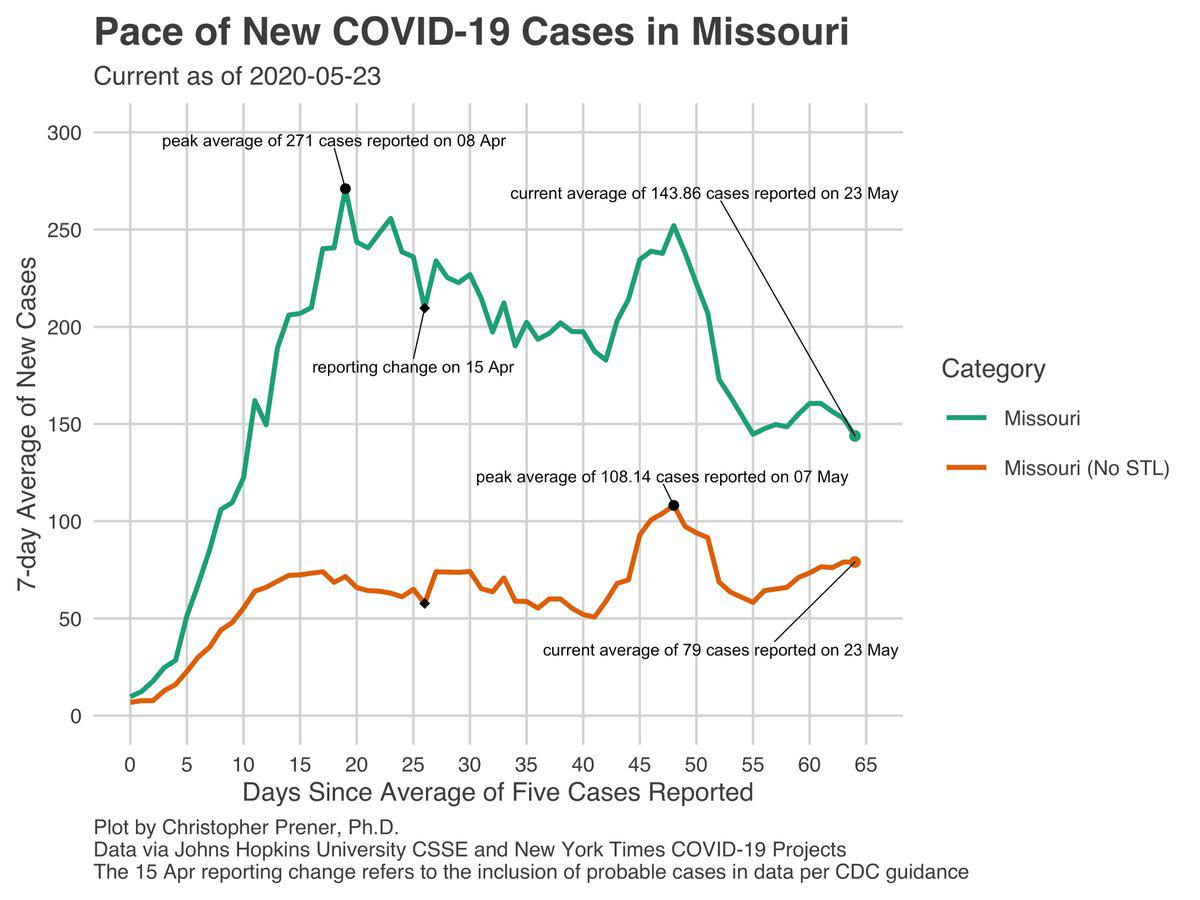 Pace of New COVID-19 Cases in Missouri
Current as of 2020-05-23
300
250
200
150
100
50
0
7-day Average of New Cases
peak average of 271 cases reported on 08 Apr
current average of 143.86 cases reported on 23 May
reporting change on 15 Apr
peak average of 108.14 cases reported on 07 May
current average of 79 cases reported on 23 May
0 5 10 15 20 25 30 35 40 45 50 55 60 65
Days Since Average of Five Cases Reported
Category
Missouri
Missouri (No STL)
Plot by Christopher Prener, Ph.D.
Data via Johns Hopkins University CSSE and New York Times COVID-19 Projects
The 15 Apr reporting change refers to the inclusion of probable cases in data per CDC guidance